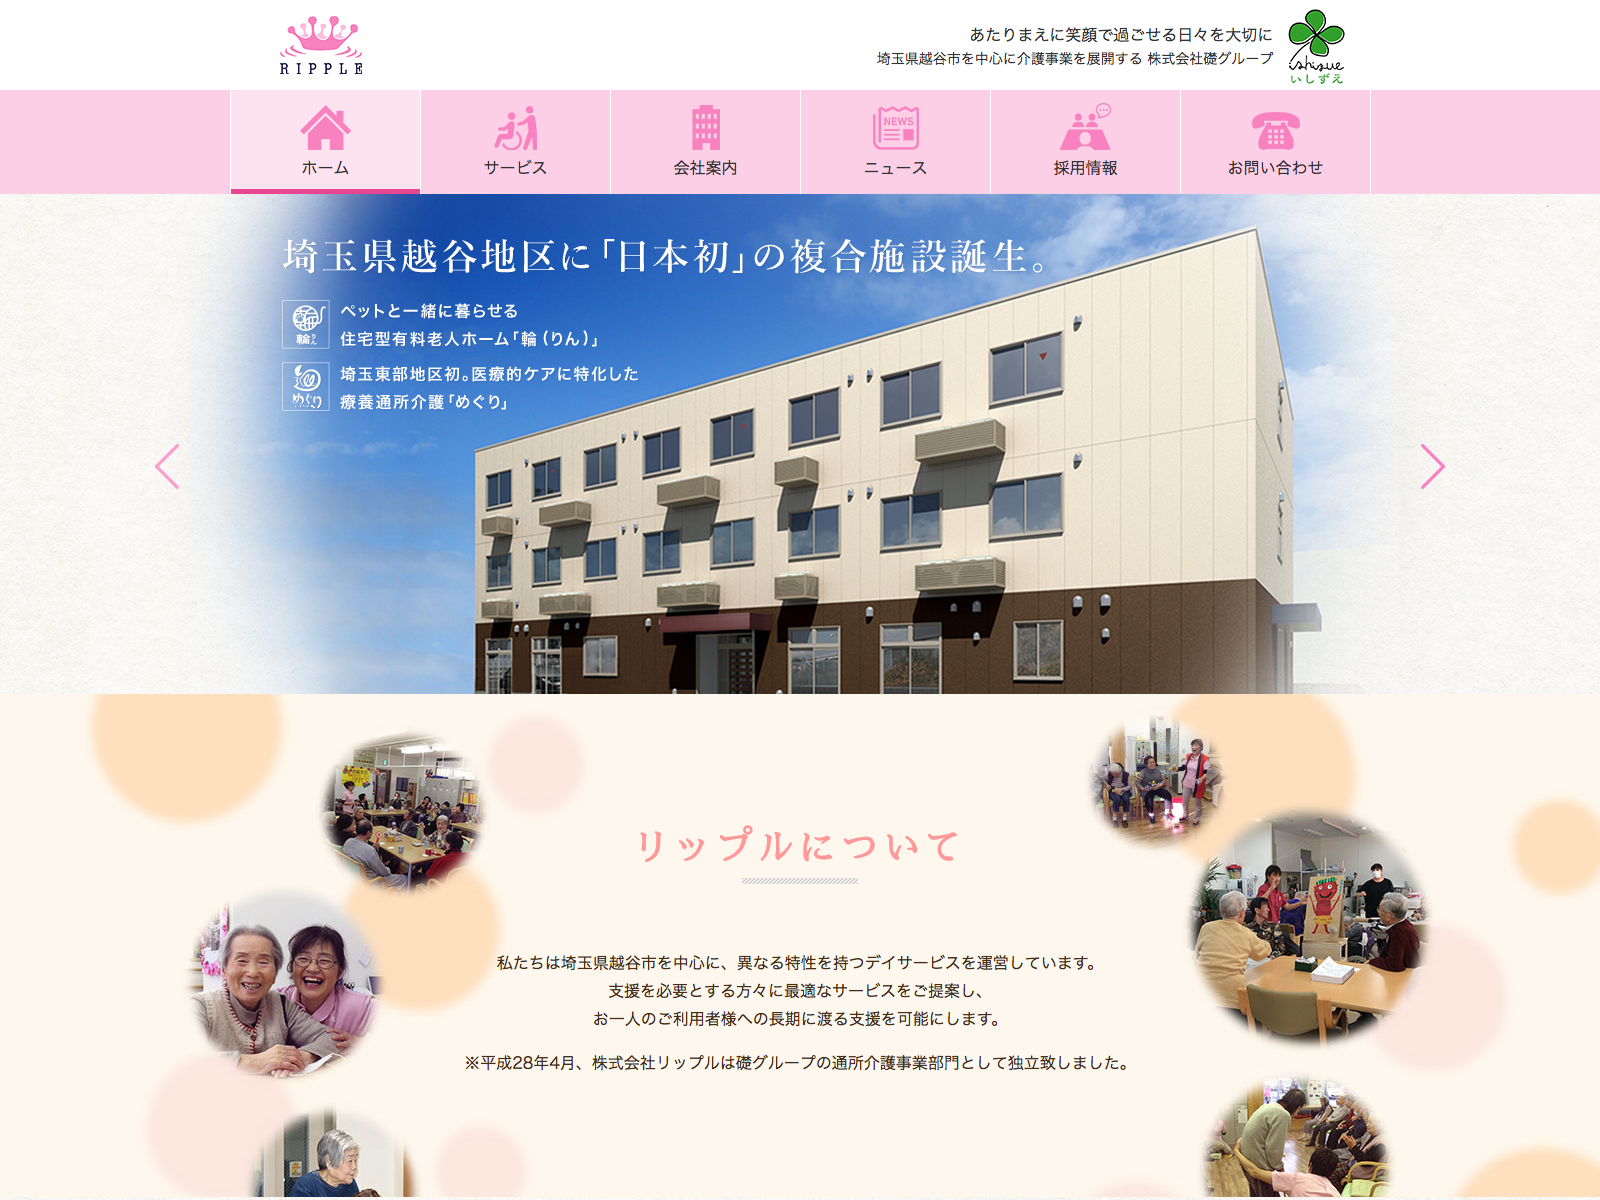 RIPPLE
あたりまえに笑顔で過ごせる日々を大切に
埼玉県越谷市を中心に介護事業を展開する 株式会社礎グループ
ishizue
いしずえ
ホーム
サービス
会社案内
NEWS
ニュース
採用情報
お問い合わせ
埼玉県越谷地区に「日本初」の複合施設誕生。
輪りん
ペットと一緒に暮らせる
住宅型有料老人ホーム「輪(りん)」
めぐり
埼玉東部地区初。医療的ケアに特化した
療養通所介護「めぐり」
リップルについて
私たちは埼玉県越谷市を中心に、異なる特性を持つデイサービスを運営しています。
支援を必要とする方々に最適なサービスをご提案し、
お一人のご利用者様への長期に渡る支援を可能にします。
※平成28年4月、株式会社リップルは礎グループの通所介護事業部門として独立致しました。